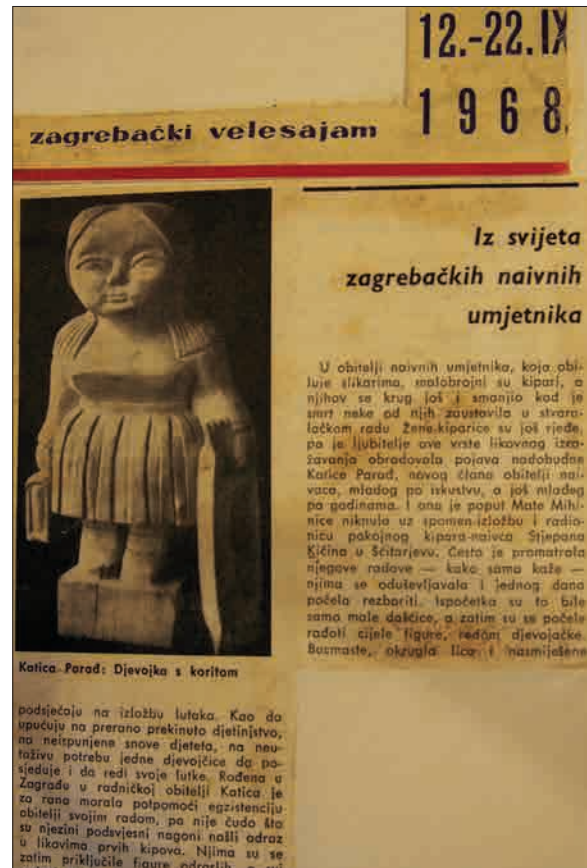 12.-22.IX
1968.
zagrebački velesajam
Iz svijeta
zagrebačkih naivnih
umjetnika
U obitelji naivnih umjetnika, koja obi-
luje slikarima, malobrojni su kipari, a
njihov se krug još i smanjio kad je
smrt neke od njih zaustavila u stvara-
lačkom radu. Žene-kiparice su još rjeđe,
pa je ljubitelje ove vrste likovnog izra-
žavanja obradovala pojava nadobudne
Katice Parađ, novog člana obitelji nai-
vaca, mladog po iskustvu, a još mlađeg
po godinama. I ona je poput Mate Mihi-
nice niknula uz spomen-izložbu i radio-
nicu pokojnog kipara-naivca Stjepana
Kičina u Šćitarjevu. Često je promatrala
njegove radove — kako sama kaže —
njima se oduševljavala i jednog dana
počela rezbariti. Ispočetka su to bile
samo male daščice, a zatim su se počele
rađati cijele figure, redom djevojačke.
Bucmaste, okrugla lica i nasmiješene
Katica Parađ: Djevojka s koritom
podsjećaju na izložbu lutaka. Kao da
upućuju na prerano prekinuto djetinjstvo,
na neispunjene snove djeteta, na neu-
taživu potrebu jedne djevojčice da po-
sjeduje i da redi svoje lutke. Rođena u
Zagrađu u radničkoj obitelji Katica je
za rana morala potpomoći egzistenciju
obitelji svojim radom, pa nije čudo što
su njezini podsvjesni nagoni našli odraz
u likovima prvih kipova. Njima su se
zatim priključile figure odraslih,